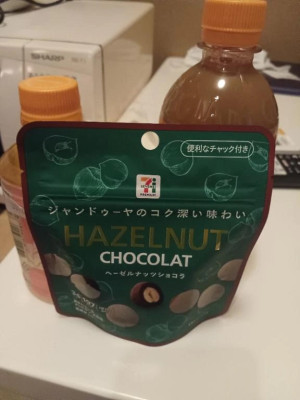 SHARP
便利なチャック付き
7
ELEVEN
ジャンドゥーヤのコク深い味わい
HAZELNUT
CHOCOLAT
ヘーゼルナッツショコラ